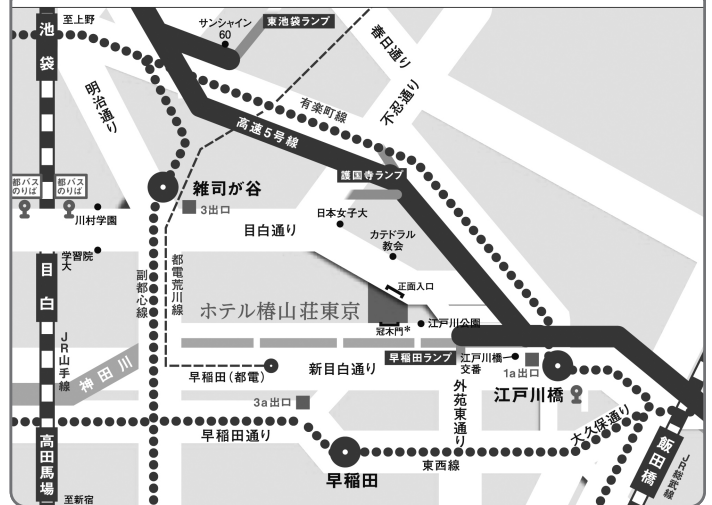 至上野
サンシャイン
60
東池袋ランプ
池袋
明治通り
春日通り
不忍通り
有楽町線
高速5号線
護国寺ランプ
都バス
のりば
都バス
のりば
雑司が谷
3出口
川村学園
日本女子大
カテドラル
教会
目白通り
学習院
大
目白
副都心線
都電荒川線
正面入口
ホテル椿山荘東京
冠木門*
江戸川公園
JR山手線
神田川
早稲田ランプ
江戸川橋
交番
1a出口
新目白通り
早稲田（都電）
外苑東通り
江戸川橋
3a出口
大久保通り
早稲田通り
高田馬場
東西線
早稲田
飯田橋
JR総武線
至新宿